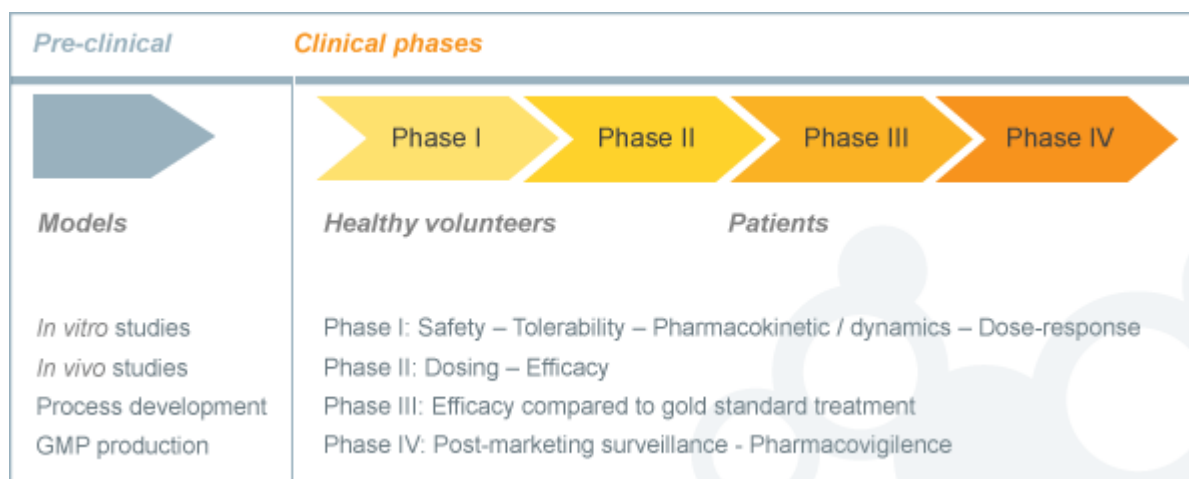 Pre-clinical
Clinical phases
Phase I
Phase II
Phase III
Phase IV
Models
Healthy volunteers
Patients
In vitro studies
In vivo studies
Process development
GMP production
Phase I: Safety – Tolerability – Pharmacokinetic / dynamics – Dose-response
Phase II: Dosing – Efficacy
Phase III: Efficacy compared to gold standard treatment
Phase IV: Post-marketing surveillance - Pharmacovigilence